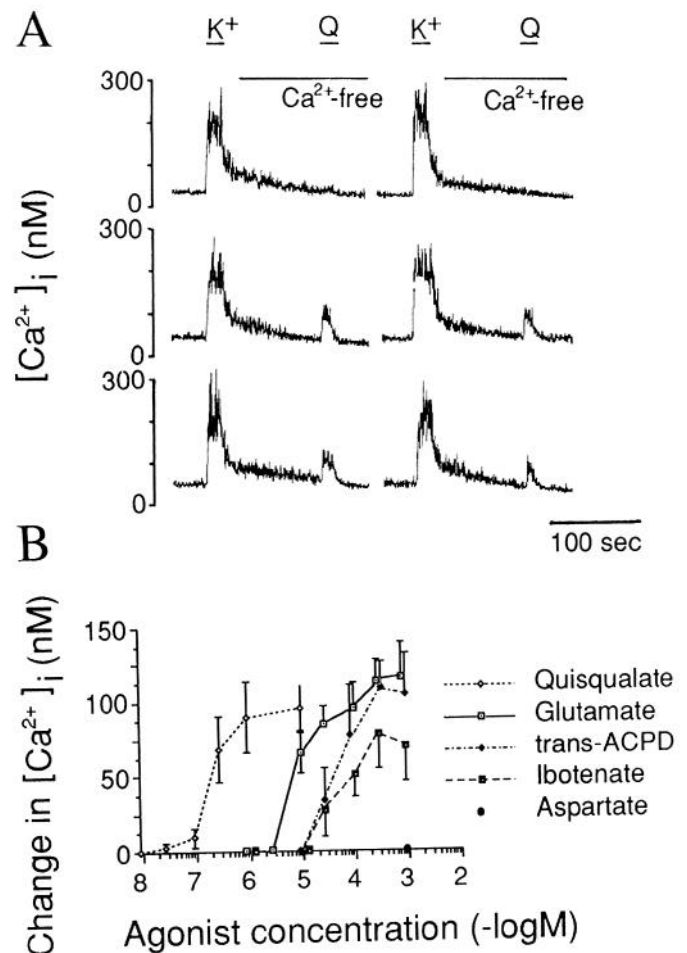 A
K+ Q K+ Q
Ca2+-free Ca2+-free
300
0
300
0
300
0
[Ca2+]i (nM)
100 sec
B
Change in [Ca2+]i (nM)
150
100
50
0
8 7 6 5 4 3 2
Agonist concentration (-logM)
Quisqualate
Glutamate
trans-ACPD
Ibotenate
Aspartate